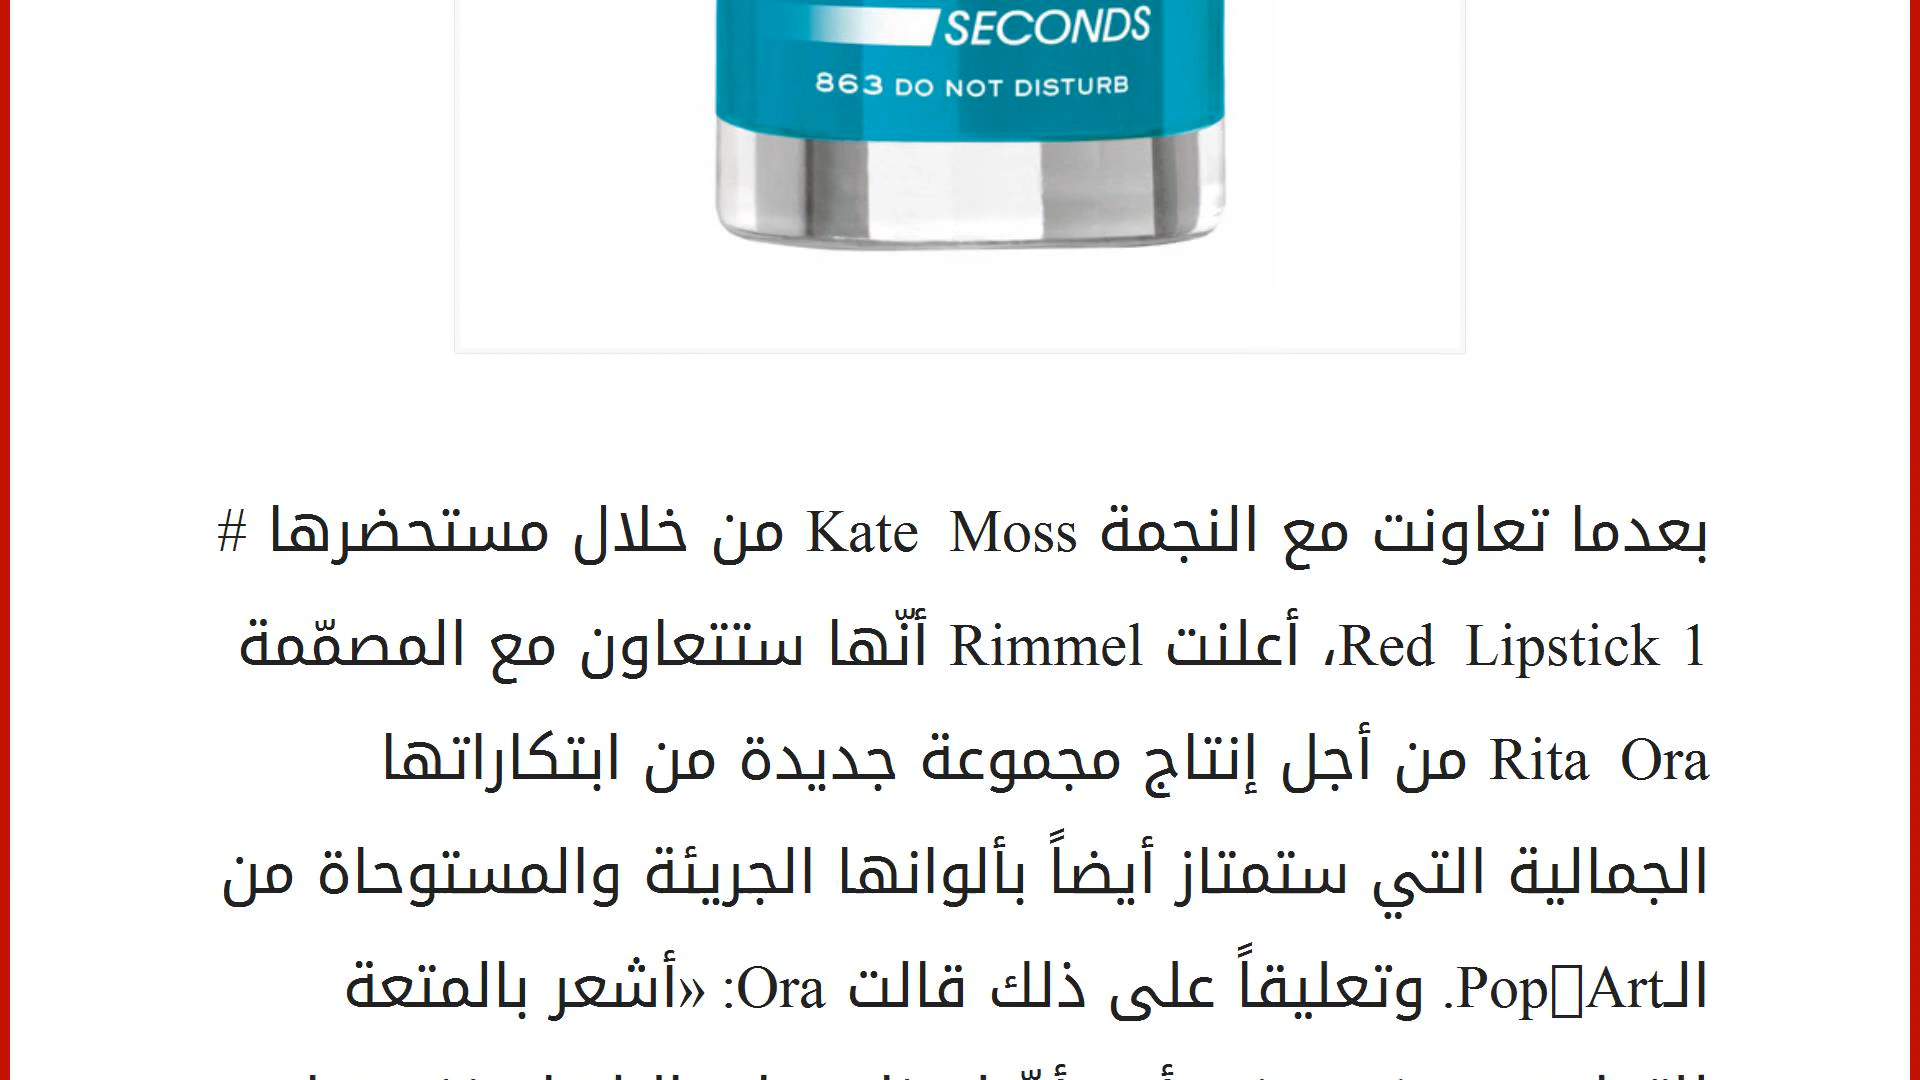 SECONDS
863 DO NOT DISTURB
بعدما تعاونت مع النجمة Kate Moss من خلال مستحضرها #
1 Red Lipstick، أعلنت Rimmel أنّها ستتعاون مع المصمّمة
Rita Ora من أجل إنتاج مجموعة جديدة من ابتكاراتها
الجمالية التي ستمتاز أيضاً بألوانها الجريئة والمستوحاة من
الـPop Art. وتعليقاً على ذلك قالت Ora: «أشعر بالمتعة